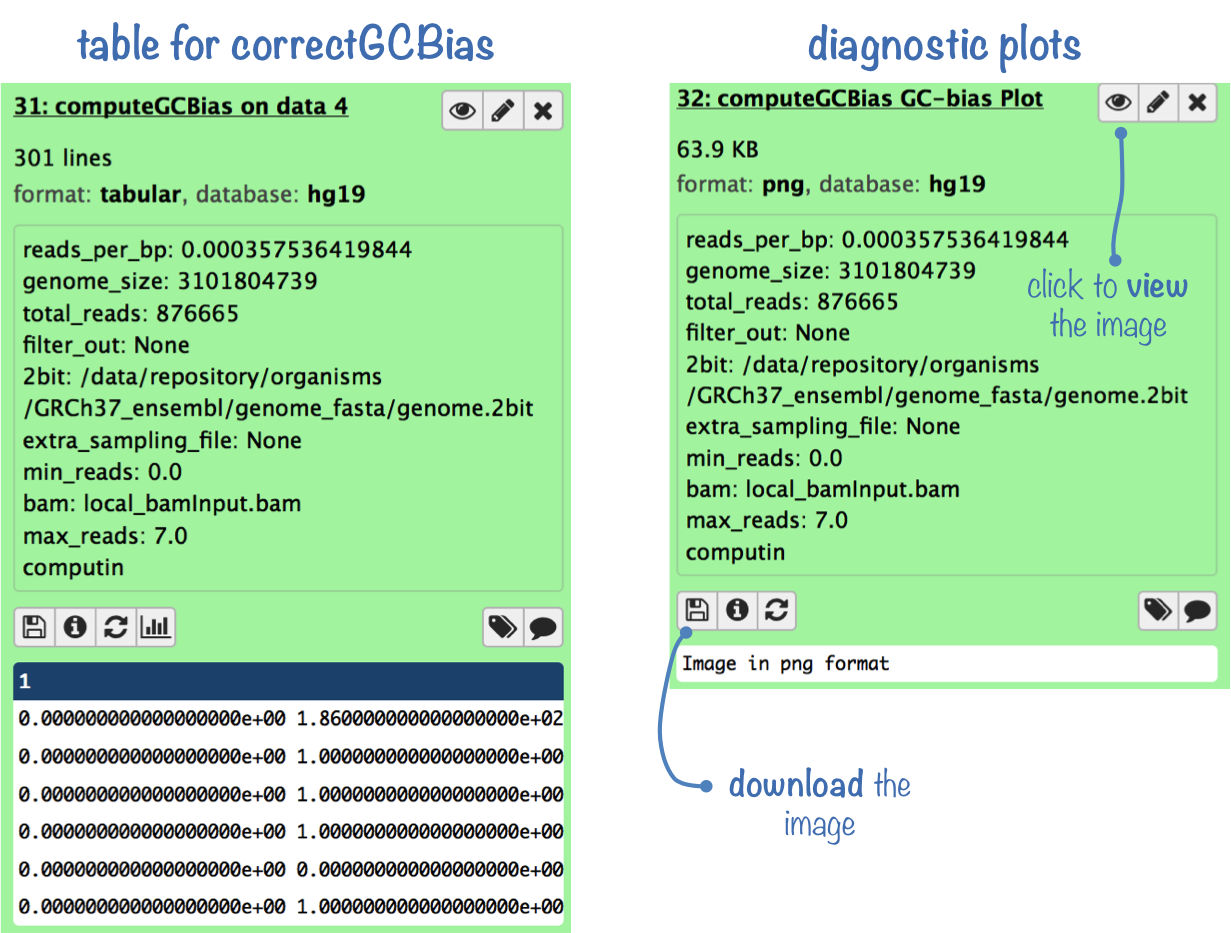 table for correctGCBias
31: computeGCBias on data 4
301 lines
format: tabular, database: hg19
reads_per_bp: 0.000357536419844
genome_size: 3101804739
total_reads: 876665
filter_out: None
2bit: /data/repository/organisms
/GRCh37_ensembl/genome_fasta/genome.2bit
extra_sampling_file: None
min_reads: 0.0
bam: local_bamInput.bam
max_reads: 7.0
computin
1
0.000000000000000000e+00 1.860000000000000000e+02
0.000000000000000000e+00 1.000000000000000000e+00
0.000000000000000000e+00 1.000000000000000000e+00
0.000000000000000000e+00 1.000000000000000000e+00
0.000000000000000000e+00 0.000000000000000000e+00
0.000000000000000000e+00 1.000000000000000000e+00
diagnostic plots
32: computeGCBias GC-bias Plot
63.9 KB
format: png, database: hg19
reads_per_bp: 0.000357536419844
genome_size: 3101804739
total_reads: 876665
filter_out: None
2bit: /data/repository/organisms
/GRCh37_ensembl/genome_fasta/genome.2bit
extra_sampling_file: None
min_reads: 0.0
bam: local_bamInput.bam
max_reads: 7.0
computin
click to view
the image
Image in png format
download the
image